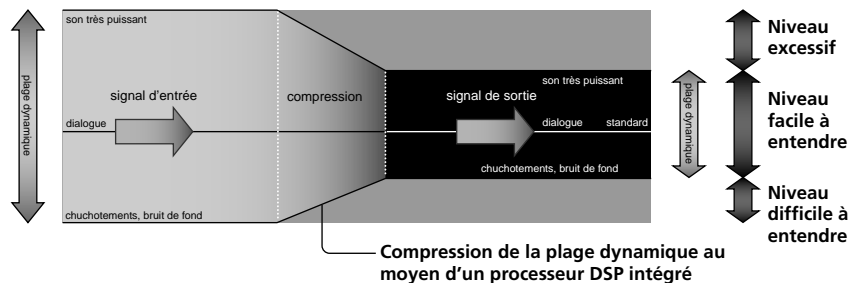 son très puissant
plage dynamique
signal d'entrée
dialogue
chuchotements, bruit de fond
compression
son très puissant
signal de sortie
dialogue
standard
chuchotements, bruit de fond
plage dynamique
Niveau
excessif
Niveau
facile à
entendre
Niveau
difficile à
entendre
Compression de la plage dynamique au
moyen d'un processeur DSP intégré